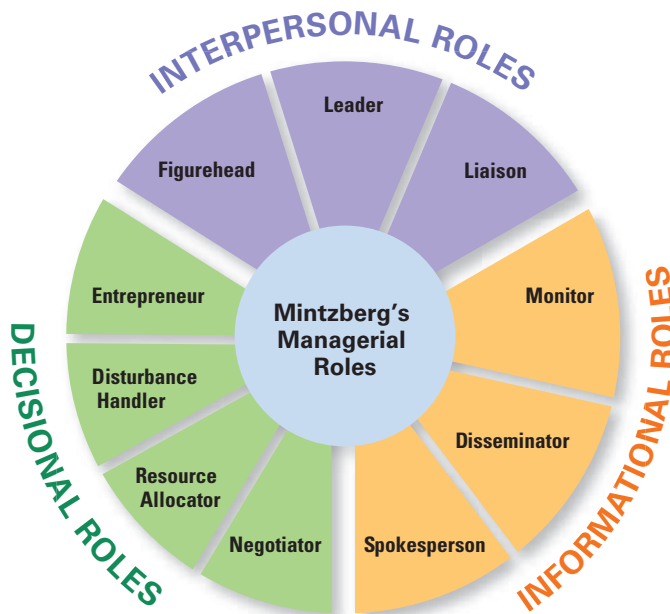 INTERPERSONAL ROLES
Leader
Figurehead
Liaison
Entrepreneur
Mintzberg's
Managerial
Roles
Monitor
Disturbance
Handler
Disseminator
Resource
Allocator
Negotiator
Spokesperson
DECISIONAL ROLES
INFORMATIONAL ROLES